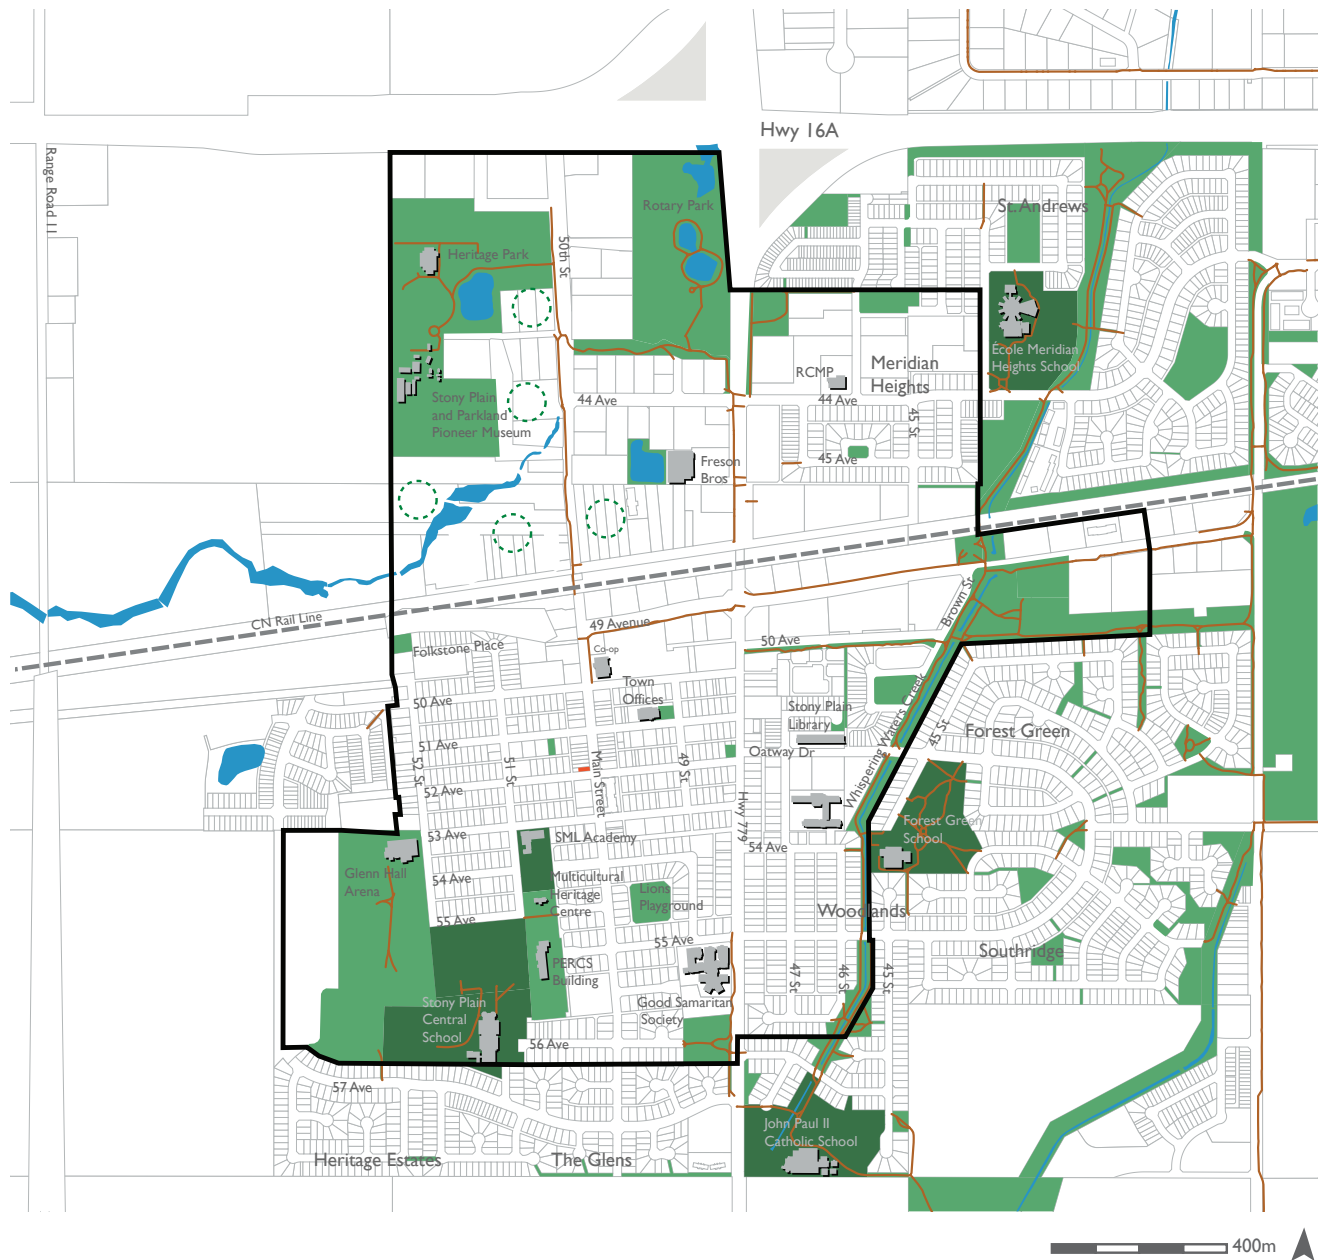 Hwy 16A
Range Road 11
Rotary Park
St. Andrews
50th St
Heritage Park
École Meridian
Heights School
RCMP
Meridian
Heights
Stony Plain
and Parkland
Pioneer Museum
44 Ave
44 Ave
45 St
45 Ave
Freson
Bros
CN Rail Line
49 Avenue
Brown St
Folkstone Place
Co-op
50 Ave
Town
Offices
50 Ave
Stony Plain
Library
Whispering Waters Creek
45 St
Forest Green
51 Ave
52 St
51 St
Main Street
49 St
Oatway Dr
52 Ave
Hwy 779
53 Ave
SML Academy
54 Ave
Forest Green
School
Glenn Hall
Arena
54 Ave
Multicultural
Heritage
Centre
Lions
Playground
Woodlands
55 Ave
55 Ave
Southridge
PERCS
Building
47 St
46 St
45 St
Stony Plain
Central
School
Good Samaritan
Society
56 Ave
57 Ave
John Paul II
Catholic School
Heritage Estates
The Glens
400m